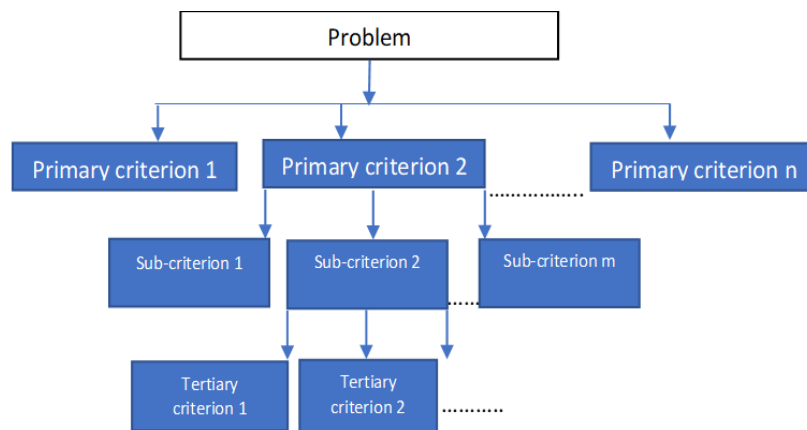 Problem
Primary criterion 1
Primary criterion 2
Primary criterion n
................
Sub-criterion 1
Sub-criterion 2
Sub-criterion m
......
Tertiary
criterion 1
Tertiary
criterion 2
...........